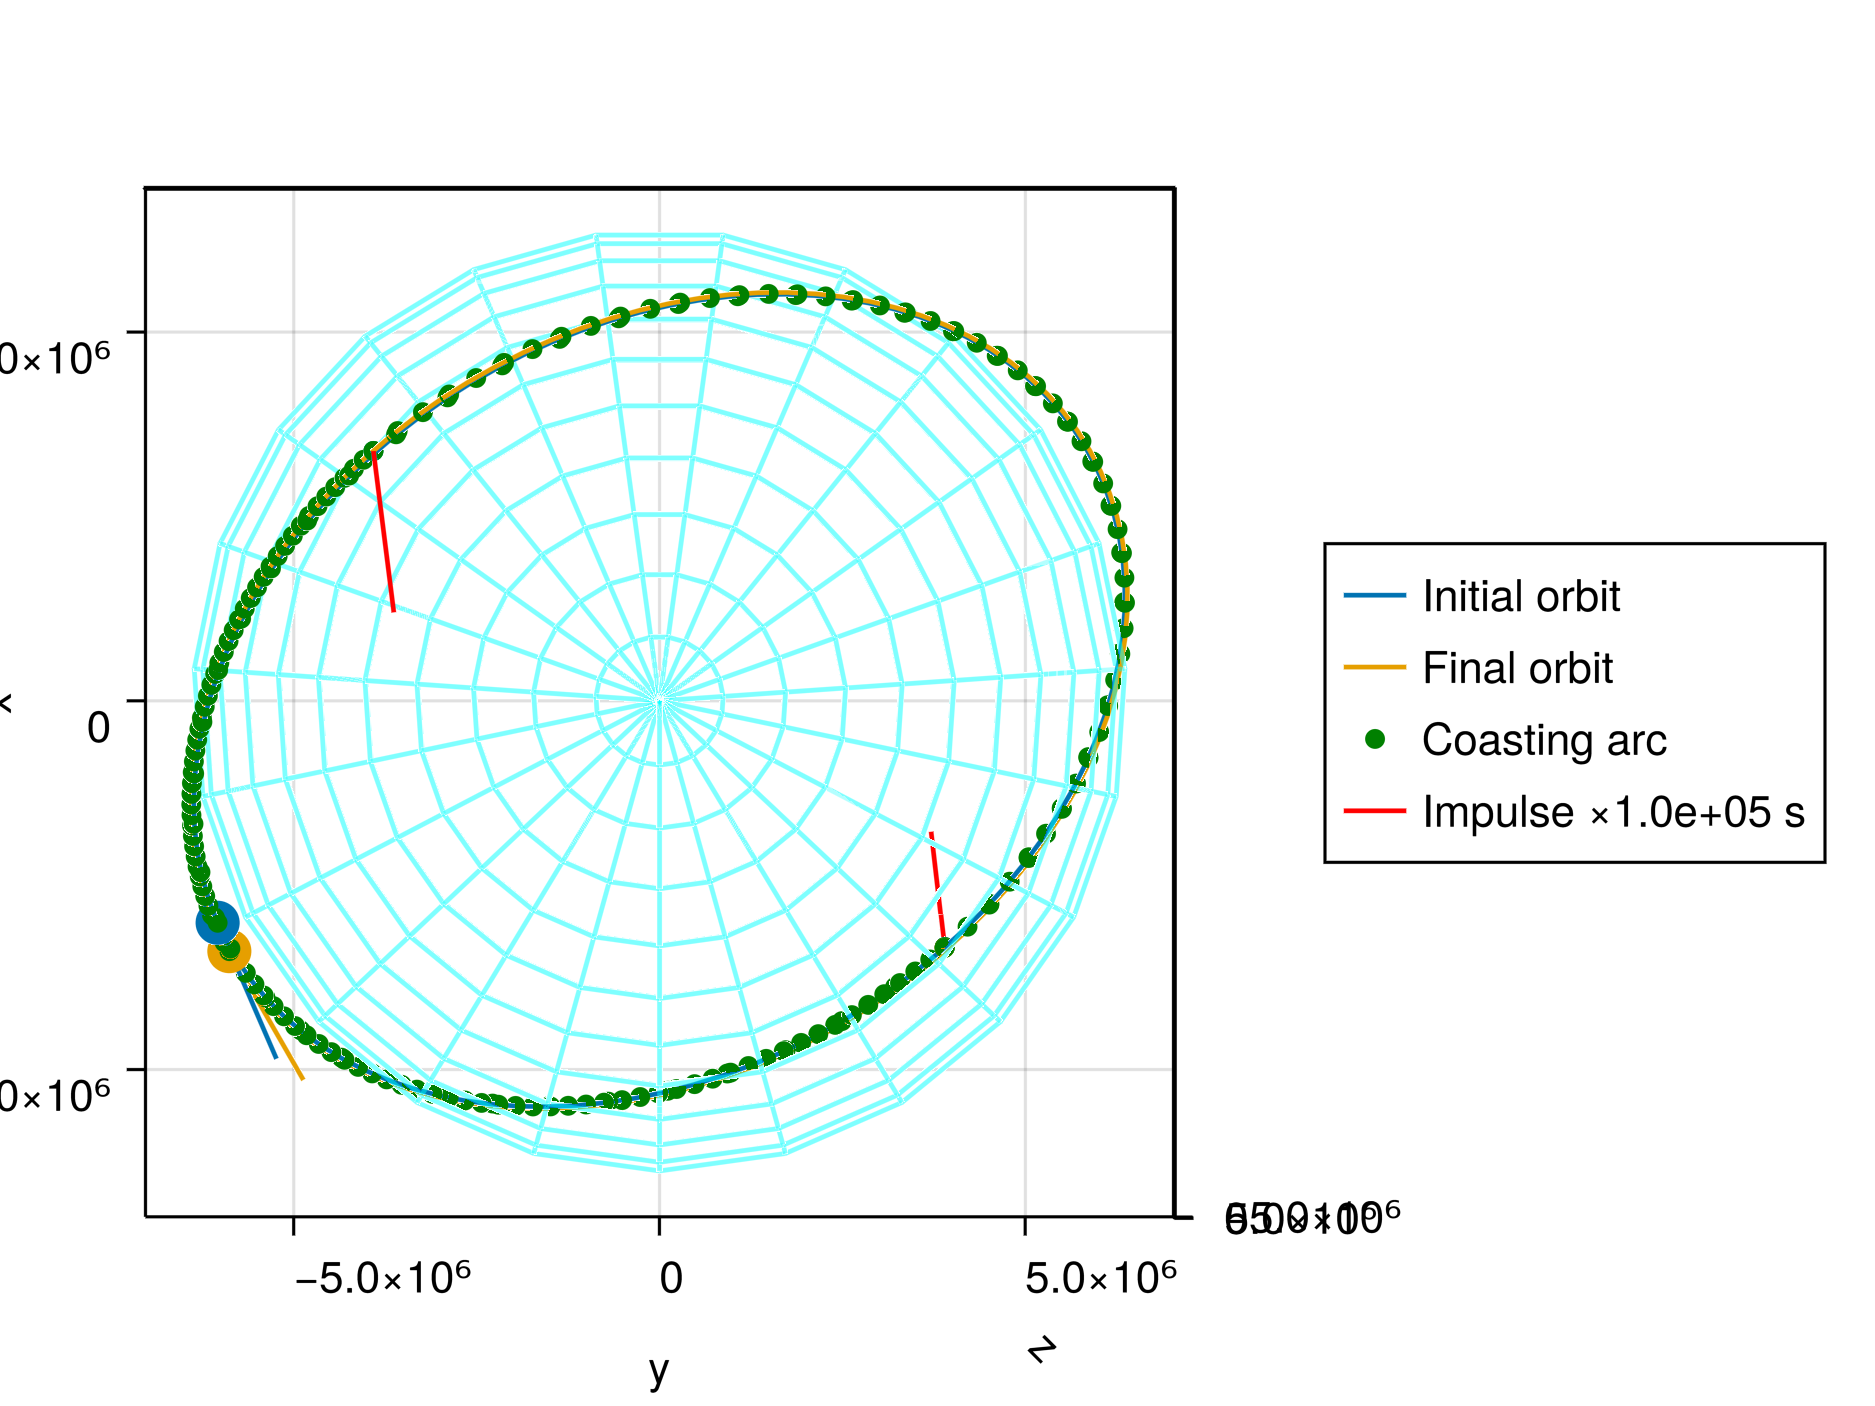 0×10⁶
x
0
0×10⁶
−5.0×10⁶
0
5.0×10⁶
y
z
Initial orbit
Final orbit
Coasting arc
Impulse ×1.0e+05 s